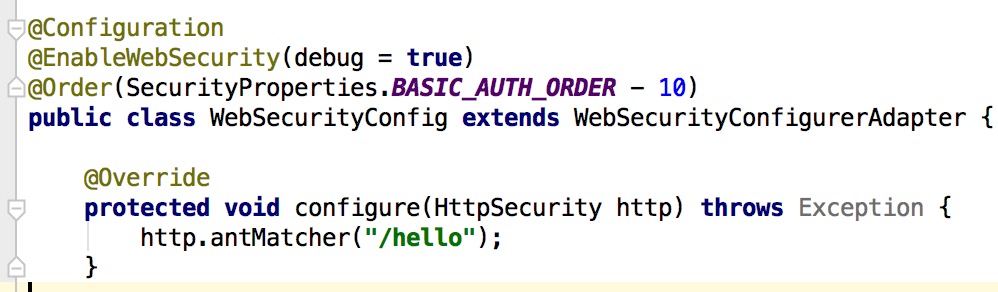 @Configuration
@EnableWebSecurity(debug = true)
@Order(SecurityProperties.BASIC_AUTH_ORDER - 10)
public class WebSecurityConfig extends WebSecurityConfigurerAdapter {
@Override
protected void configure(HttpSecurity http) throws Exception {
http.antMatcher("/hello");
}